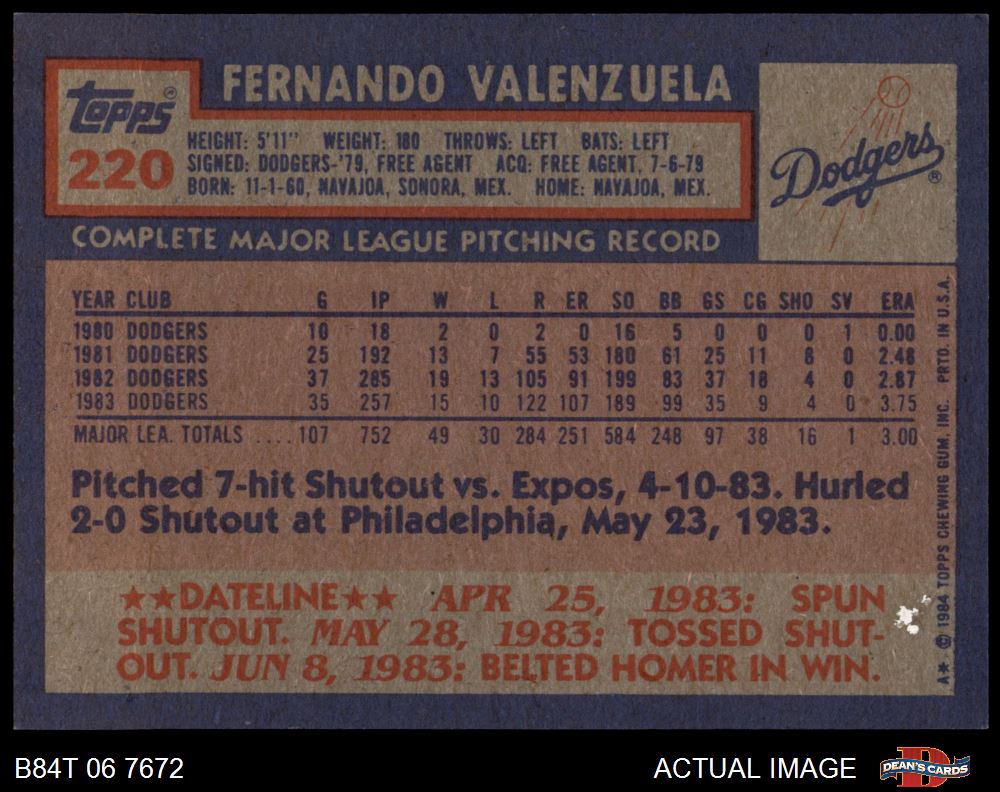 FERNANDO VALENZUELA
Topps®
220
HEIGHT: 5'11" WEIGHT: 180 THROWS: LEFT BATS: LEFT
SIGNED: DODGERS-'79, FREE AGENT ACQ: FREE AGENT, 7-6-79
BORN: 11-1-60, NAVAJOA, SONORA, MEX. HOME: NAVAJOA, MEX.
Dodgers®
COMPLETE MAJOR LEAGUE PITCHING RECORD
YEAR CLUB G IP W L R ER SO BB GS CG SHO SV ERA
1980 DODGERS 10 18 2 0 2 0 16 5 0 0 0 1 0.00
1981 DODGERS 25 192 13 7 55 53 180 61 25 11 8 0 2.48
1982 DODGERS 37 285 19 13 105 91 199 83 37 18 4 0 2.87
1983 DODGERS 35 257 15 10 122 107 189 99 35 9 4 0 3.75
MAJOR LEA. TOTALS .... 107 752 49 30 284 251 584 248 97 38 16 1 3.00
Pitched 7-hit Shutout vs. Expos, 4-10-83. Hurled
2-0 Shutout at Philadelphia, May 23, 1983.
★★DATELINE★★ APR 25, 1983: SPUN
SHUTOUT. MAY 28, 1983: TOSSED SHUT-
OUT. JUN 8, 1983: BELTED HOMER IN WIN.
A* © 1984 TOPPS CHEWING GUM, INC. PRTD. IN U.S.A.
B84T 06 7672
ACTUAL IMAGE
D
DEAN'S CARDS